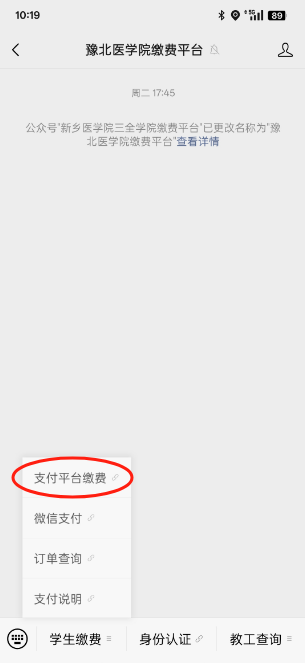 10:19
5G
89
豫北医学院缴费平台
周二 17:45
公众号"新乡医学院三全学院缴费平台"已更改名称为"豫
北医学院缴费平台"查看详情
支付平台缴费
微信支付
订单查询
支付说明
学生缴费 身份认证 教工查询